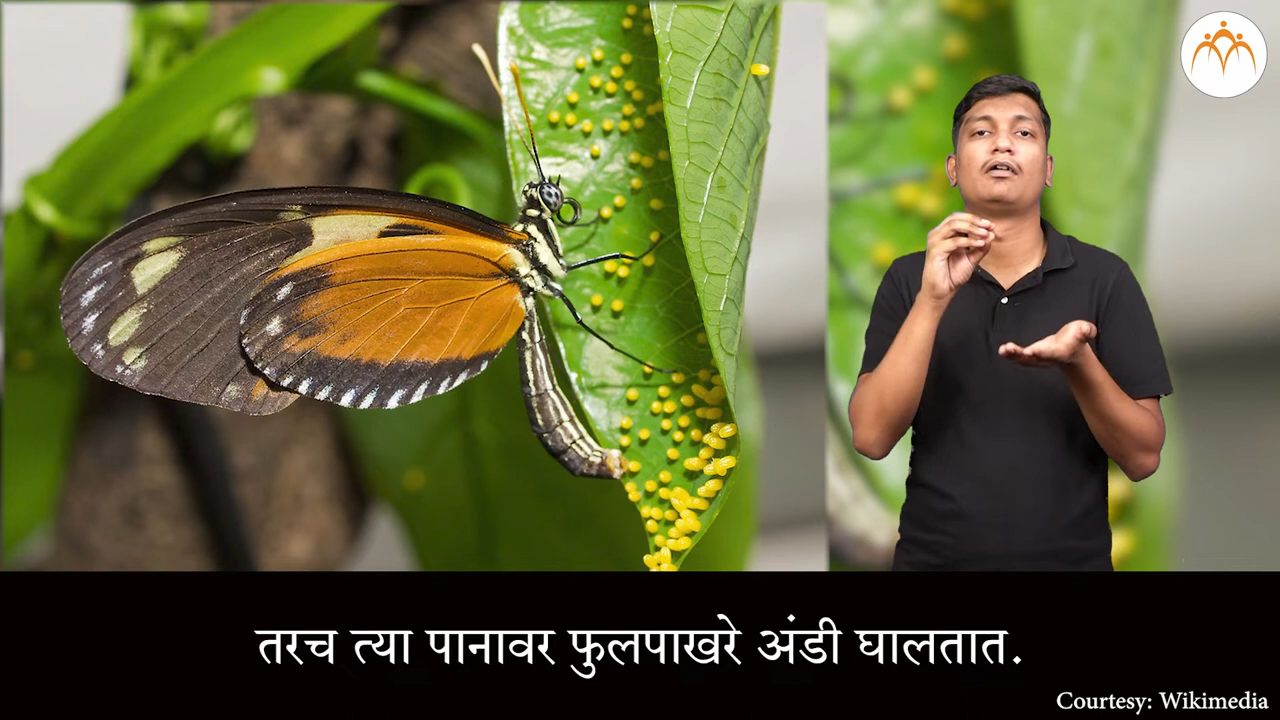 तरच त्या पानावर फुलपाखरे अंडी घालतात.
Courtesy: Wikimedia